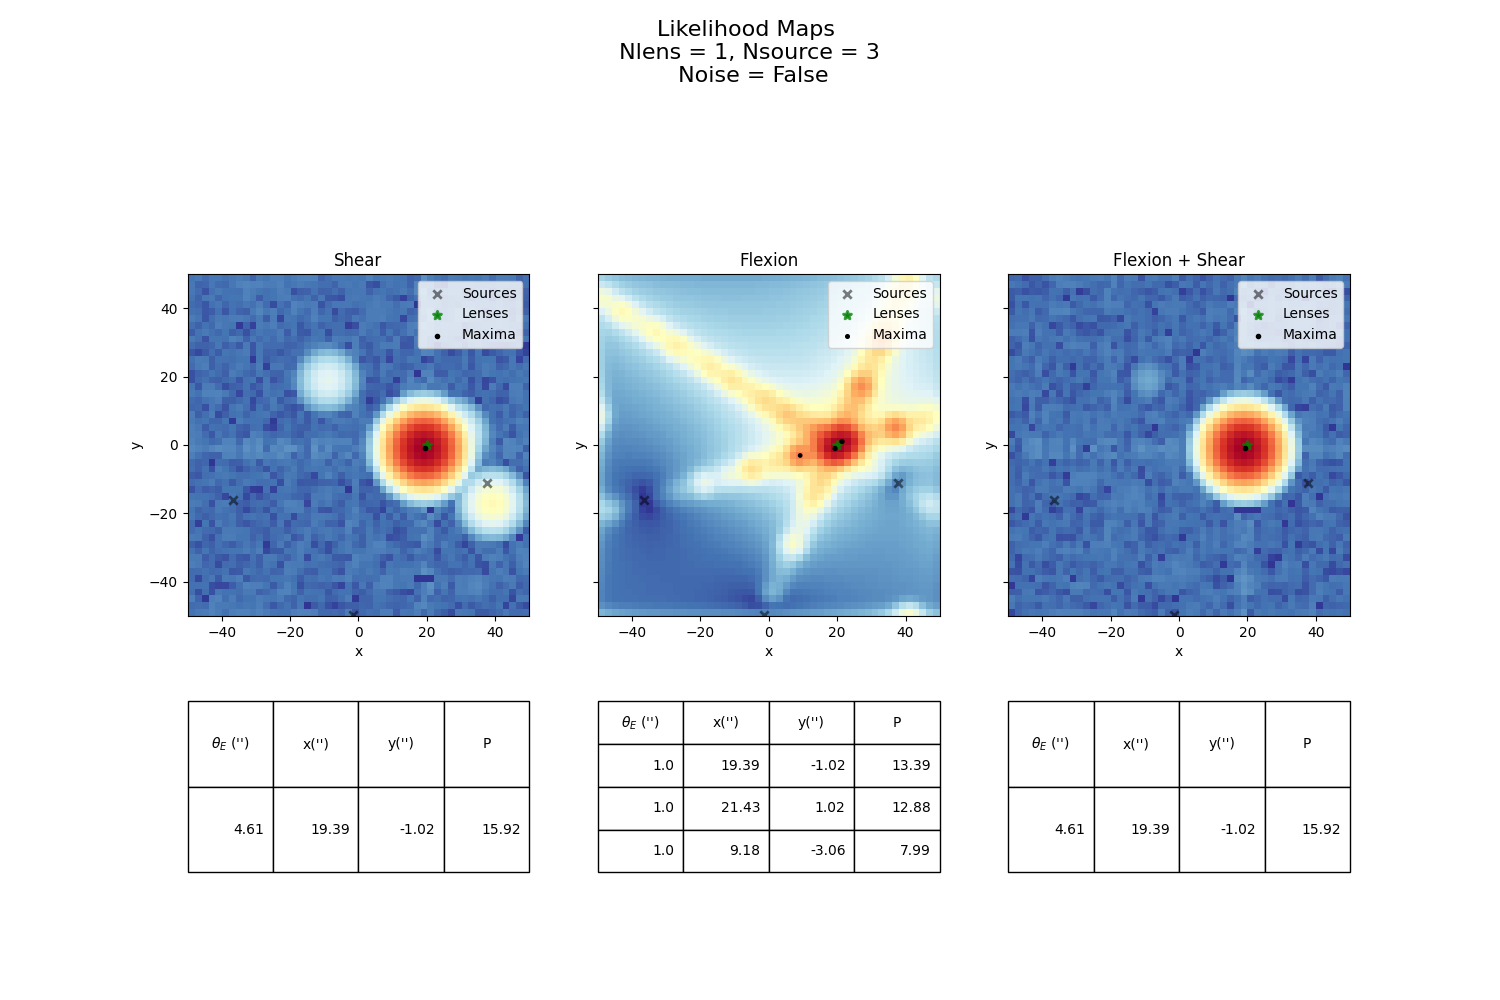 Likelihood Maps
Nlens = 1, Nsource = 3
Noise = False
Shear
Sources
Lenses
Maxima
40
20
0
−20
−40
y
−40 −20 0 20 40
x
Flexion
Sources
Lenses
Maxima
y
−40 −20 0 20 40
x
Flexion + Shear
Sources
Lenses
Maxima
y
−40 −20 0 20 40
x
θE ('') x('') y('') P
4.61 19.39 -1.02 15.92
θE ('') x('') y('') P
1.0 19.39 -1.02 13.39
1.0 21.43 1.02 12.88
1.0 9.18 -3.06 7.99
θE ('') x('') y('') P
4.61 19.39 -1.02 15.92